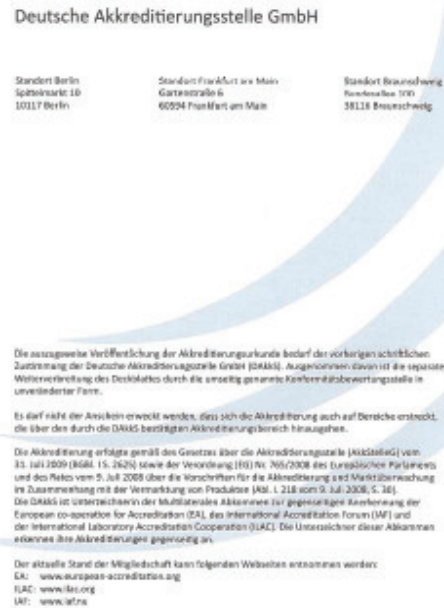 Deutsche Akkreditierungsstelle GmbH
Standort Berlin
Spittelmarkt 10
10117 Berlin
Standort Frankfurt am Main
Gartenstraße 6
60594 Frankfurt am Main
Standort Braunschweig
Bundesallee 100
38116 Braunschweig
Die auszugsweise Veröffentlichung der Akkreditierungsurkunde bedarf der vorherigen schriftlichen
Zustimmung der Deutsche Akkreditierungsstelle GmbH (DAkkS). Ausgenommen davon ist die separate
Weiterverbreitung des Deckblattes durch die umseitig genannte Konformitätsbewertungsstelle in
unveränderter Form.
Es darf nicht der Anschein erweckt werden, dass sich die Akkreditierung auch auf Bereiche erstreckt,
die über den durch die DAkkS bestätigten Akkreditierungsbereich hinausgehen.
Die Akkreditierung erfolgte gemäß des Gesetzes über die Akkreditierungsstelle (AkkStelleG) vom
31. Juli 2009 (BGBl. I S. 2625) sowie der Verordnung (EG) Nr. 765/2008 des Europäischen Parlaments
und des Rates vom 9. Juli 2008 über die Vorschriften für die Akkreditierung und Marktüberwachung
im Zusammenhang mit der Vermarktung von Produkten (Abl. L 218 vom 9. Juli 2008, S. 30).
Die DAkkS ist Unterzeichnerin der Multilateralen Abkommen zur gegenseitigen Anerkennung der
European co-operation for Accreditation (EA), des International Accreditation Forum (IAF) und
der International Laboratory Accreditation Cooperation (ILAC). Die Unterzeichner dieser Abkommen
erkennen ihre Akkreditierungen gegenseitig an.
Der aktuelle Stand der Mitgliedschaft kann folgenden Webseiten entnommen werden:
EA: www.european-accreditation.org
ILAC: www.ilac.org
IAF: www.iaf.nu